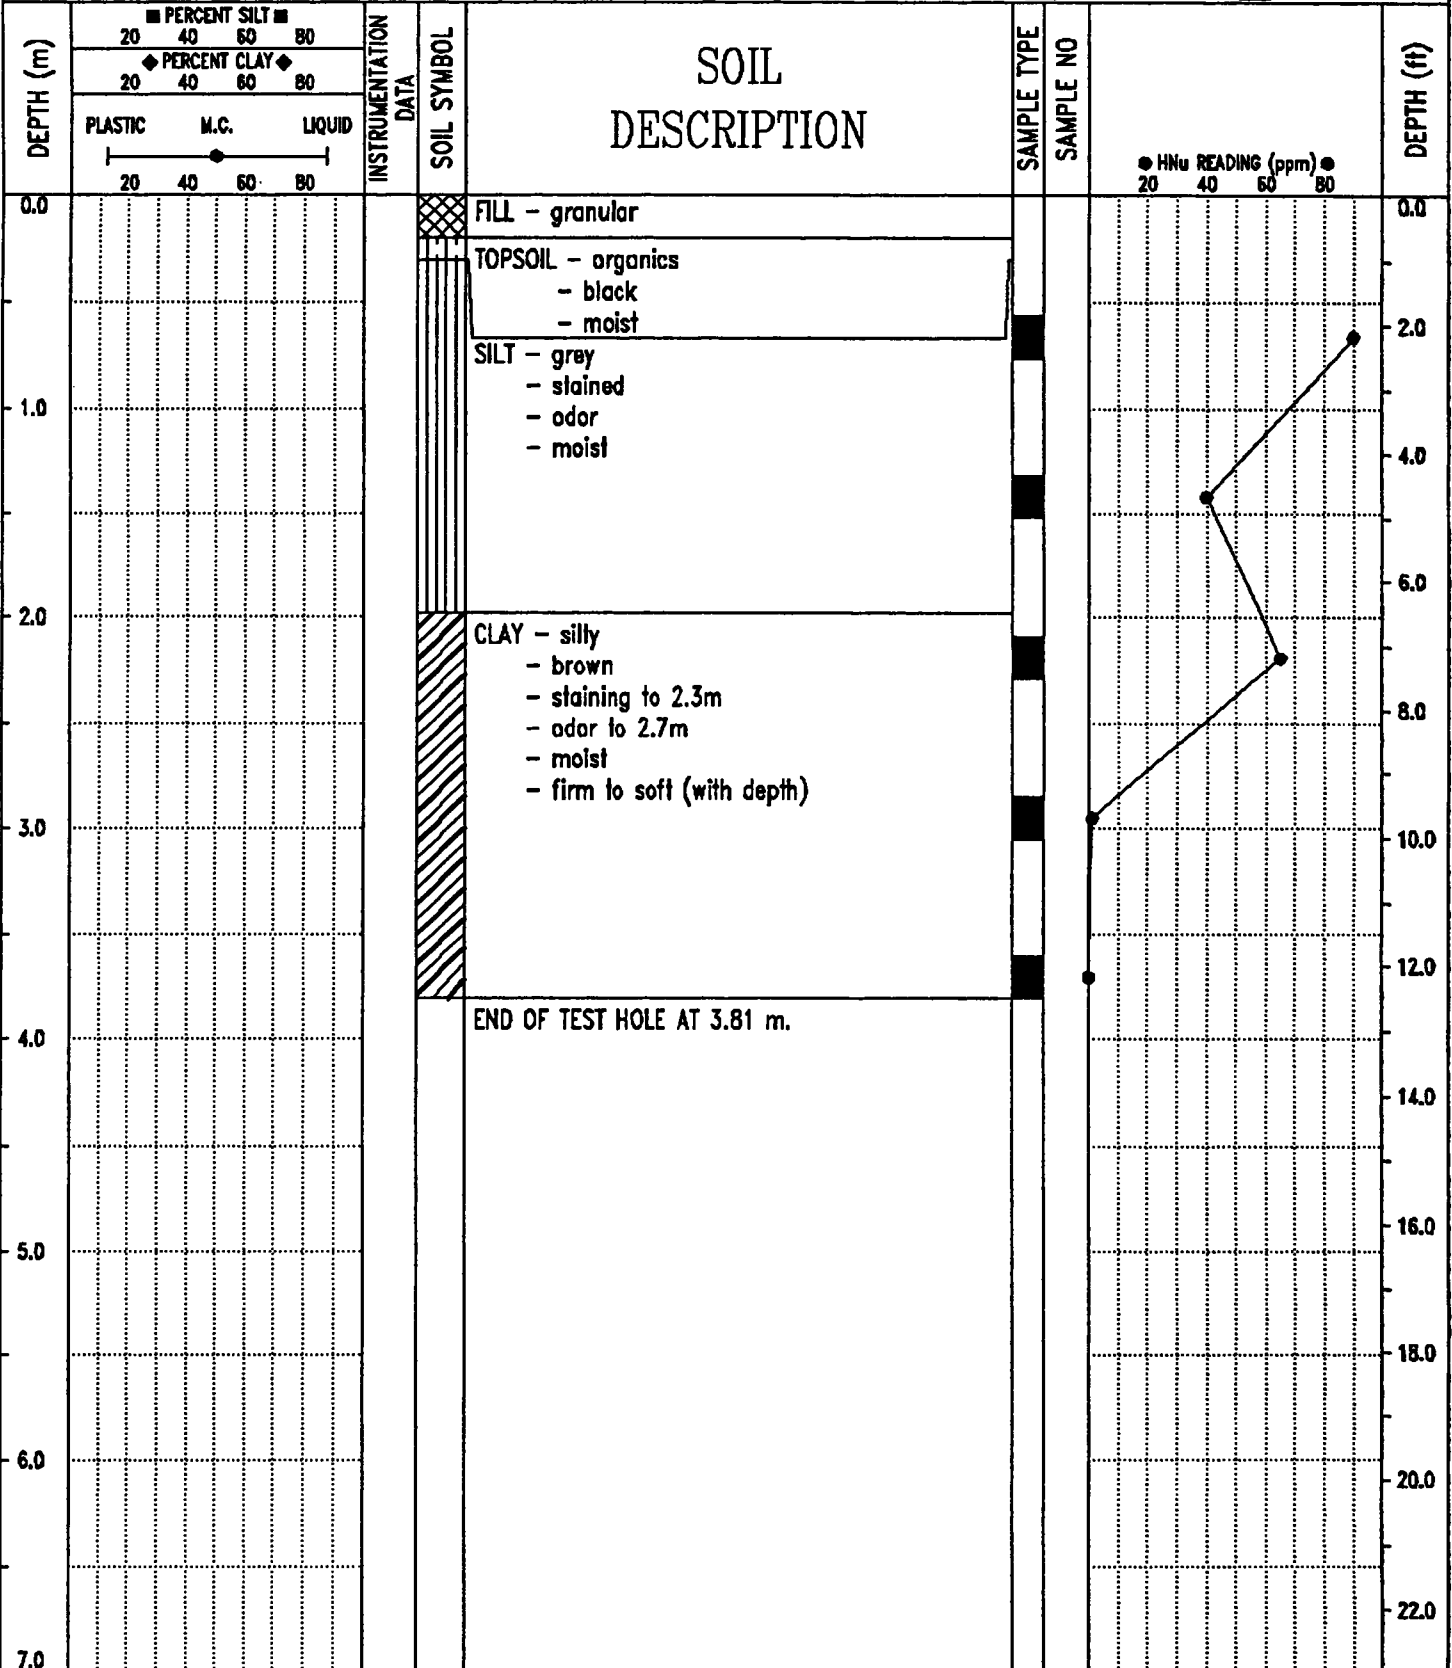 DEPTH (m)
PERCENT SILT
20 40 60 80
PERCENT CLAY
20 40 60 80
PLASTIC M.C. LIQUID
20 40 60 80
INSTRUMENTATION
DATA
SOIL SYMBOL
SOIL
DESCRIPTION
SAMPLE TYPE
SAMPLE NO
HNu READING (ppm)
20 40 60 80
DEPTH (ft)
0.0
1.0
2.0
3.0
4.0
5.0
6.0
7.0
FILL - granular
TOPSOIL - organics
- black
- moist
SILT - grey
- stained
- odor
- moist
CLAY - silty
- brown
- staining to 2.3m
- odor to 2.7m
- moist
- firm to soft (with depth)
END OF TEST HOLE AT 3.81 m.
0.0
2.0
4.0
6.0
8.0
10.0
12.0
14.0
16.0
18.0
20.0
22.0